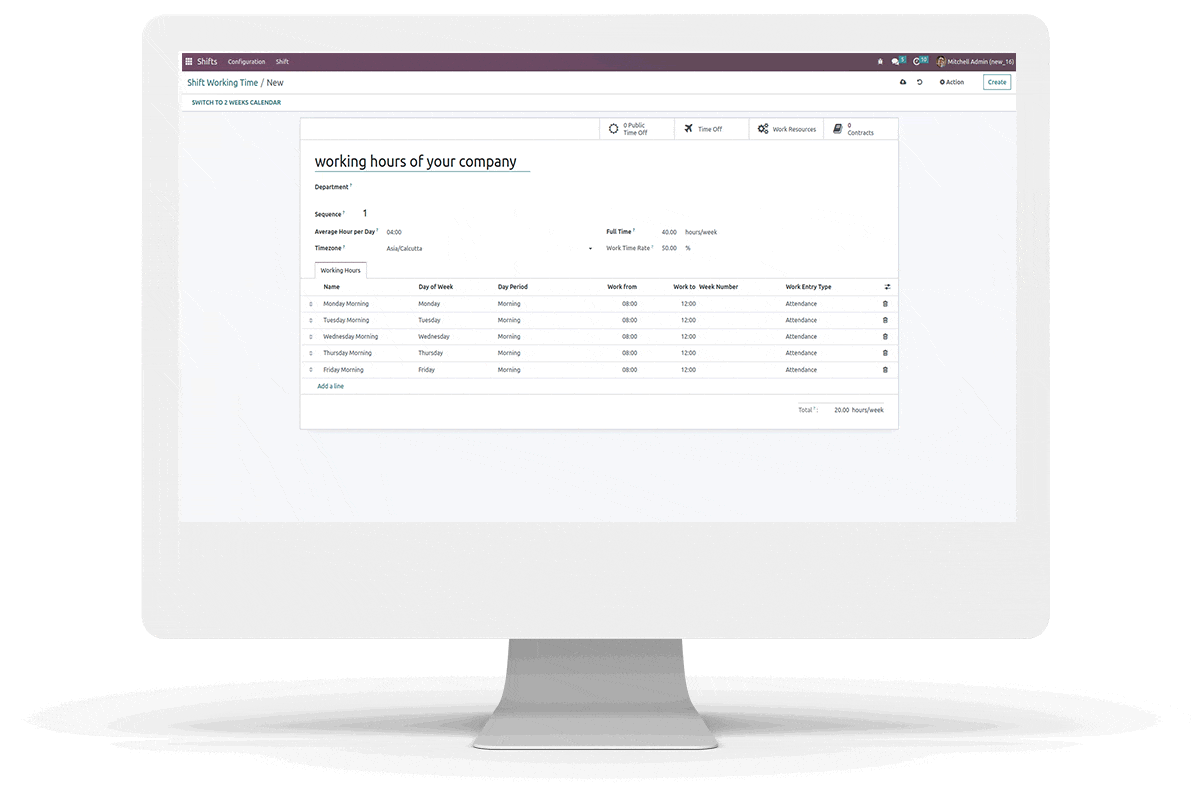 Shifts Configuration Shift 5 10 Mitchell Admin (new_16)
Shift Working Time / New Action Create
SWITCH TO 2 WEEKS CALENDAR
0 Public Time Off Time Off Work Resources 0 Contracts
working hours of your company
Department ?
Sequence ? 1
Average Hour per Day ? 04:00 Full Time ? 40.00 hours/week
Timezone ? Asia/Calcutta Work Time Rate ? 50.00 %
Working Hours
Name Day of Week Day Period Work from Work to Week Number Work Entry Type
Monday Morning Monday Morning 08:00 12:00 Attendance
Tuesday Morning Tuesday Morning 08:00 12:00 Attendance
Wednesday Morning Wednesday Morning 08:00 12:00 Attendance
Thursday Morning Thursday Morning 08:00 12:00 Attendance
Friday Morning Friday Morning 08:00 12:00 Attendance
Add a line
Total ? : 20.00 hours/week